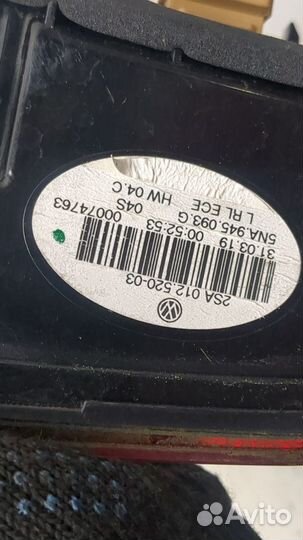 2SA 012.520-03
00074763
31.03.19 00:52:53 04S
5NA.945.093.G HW 04.C
L RL ECE
Avito